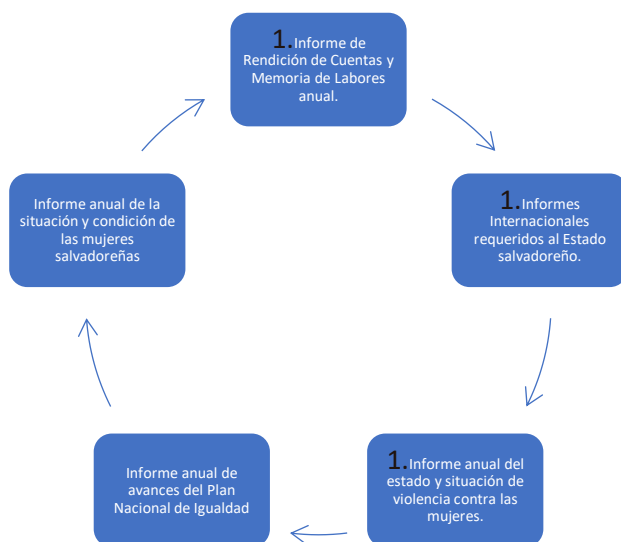 1.Informe de
Rendición de Cuentas y
Memoria de Labores
anual.
1.Informes
Internacionales
requeridos al Estado
salvadoreño.
1.Informe anual del
estado y situación de
violencia contra las
mujeres.
Informe anual de
avances del Plan
Nacional de Igualdad
Informe anual de la
situación y condición de
las mujeres
salvadoreñas